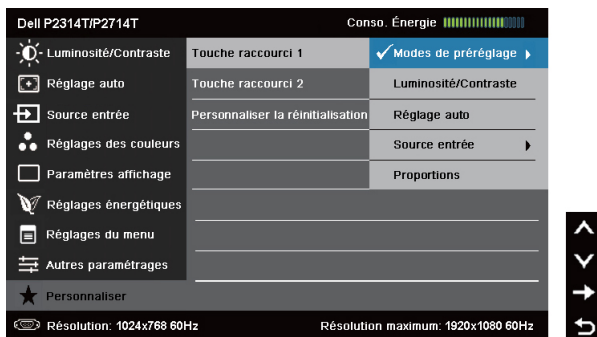 Dell P2314T/P2714T Conso. Énergie
Luminosité/Contraste Touche raccourci 1 Modes de préréglage
Réglage auto Touche raccourci 2 Luminosité/Contraste
Source entrée Personnaliser la réinitialisation Réglage auto
Réglages des couleurs Source entrée
Paramètres affichage Proportions
Réglages énergétiques
Réglages du menu
Autres paramétrages
Personnaliser
Résolution: 1024x768 60Hz Résolution maximum: 1920x1080 60Hz